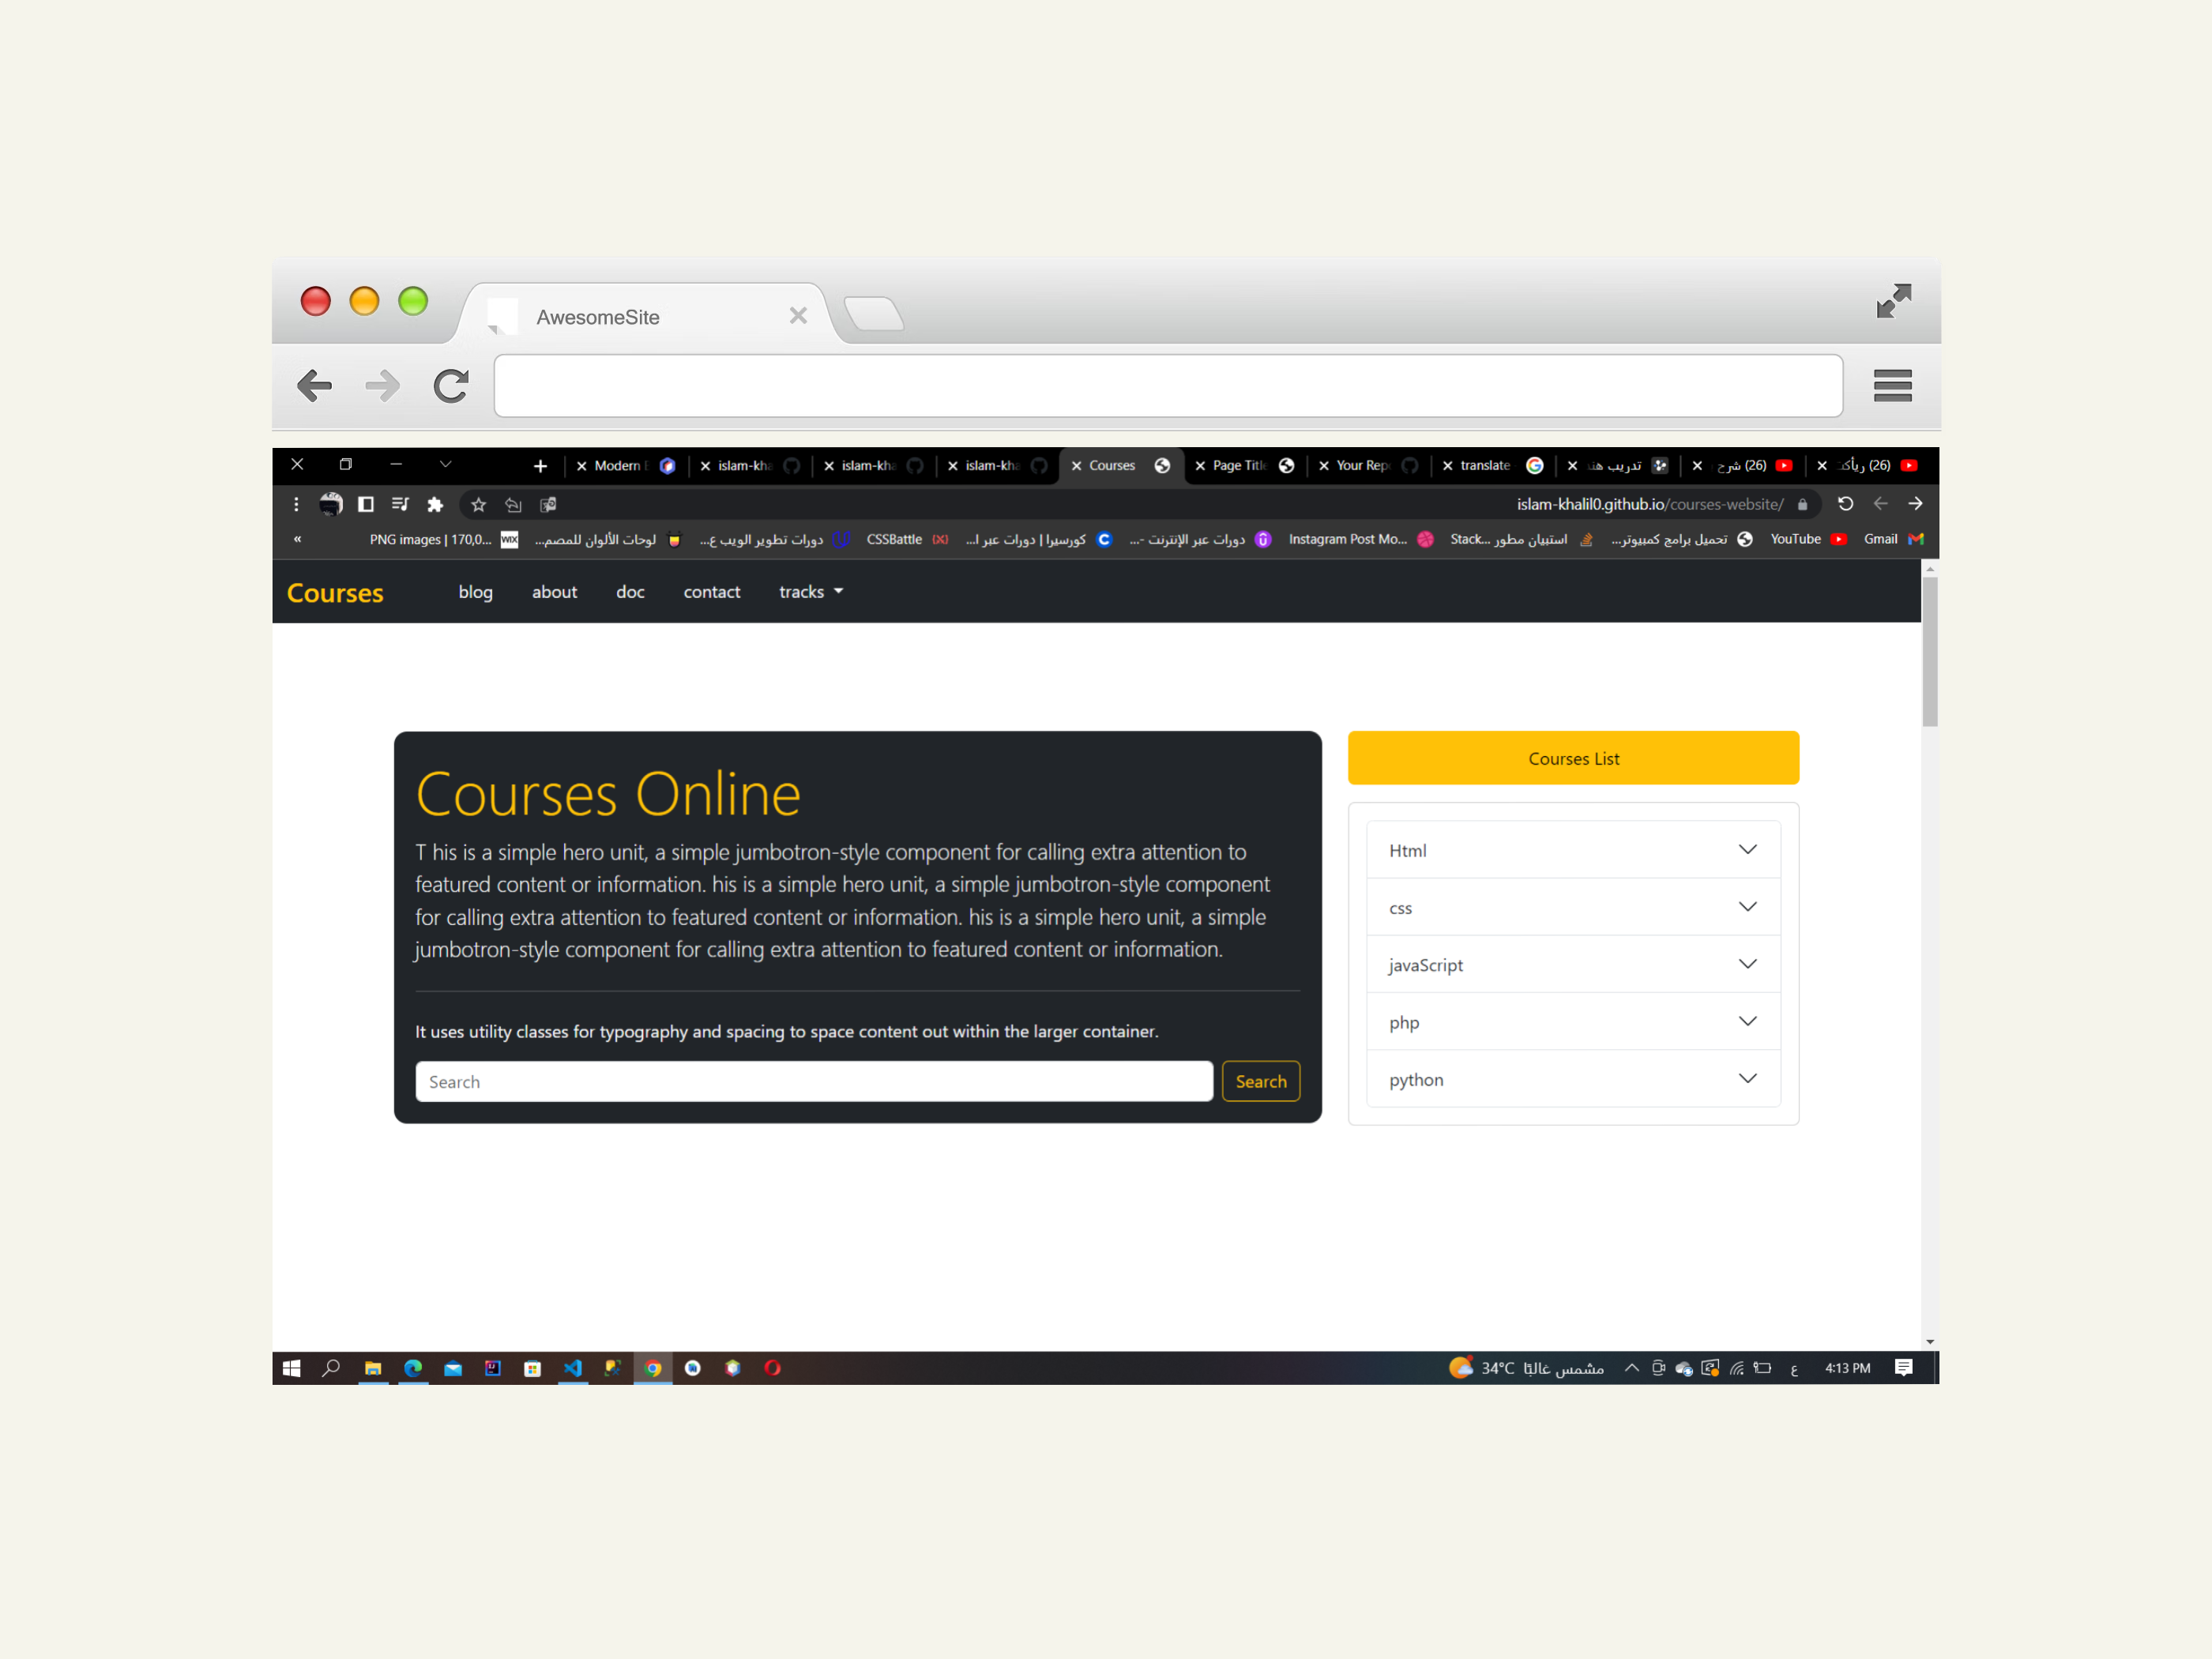 AwesomeSite
Modern
islam-kha
islam-kha
islam-kha
Courses
Page Title
Your Rep
translate
تدريب هند
(26) شرح
(26) رياكت
islam-khalil0.github.io/courses-website/
PNG images | 170,0...
WIX
لوحات الألوان للمصم...
دورات تطوير الويب ع...
CSSBattle
كورسيرا | دورات عبر ا...
دورات عبر الإنترنت -...
Instagram Post Mo...
استبيان مطور Stack...
تحميل برامج كمبيوتر...
YouTube
Gmail
Courses
blog
about
doc
contact
tracks
Courses Online
T his is a simple hero unit, a simple jumbotron-style component for calling extra attention to
featured content or information. his is a simple hero unit, a simple jumbotron-style component
for calling extra attention to featured content or information. his is a simple hero unit, a simple
jumbotron-style component for calling extra attention to featured content or information.
It uses utility classes for typography and spacing to space content out within the larger container.
Search
Search
Courses List
Html
css
javaScript
php
python
34°C مشمس غالبًا
ع
4:13 PM